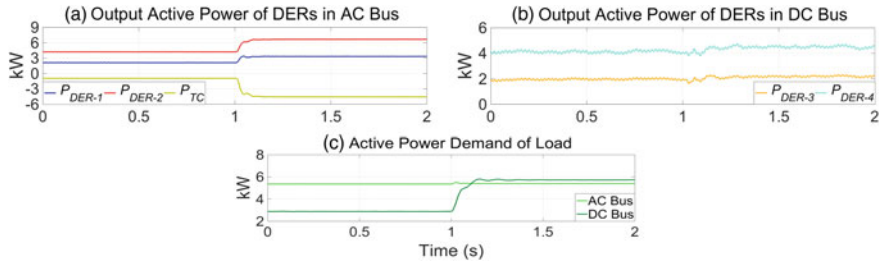 (a) Output Active Power of DERs in AC Bus
kW
9
6
3
0
-3
-6
P_DER-1 P_DER-2 P_TC
0 0.5 1 1.5 2
(b) Output Active Power of DERs in DC Bus
kW
6
4
2
0
P_DER-3 P_DER-4
0 0.5 1 1.5 2
(c) Active Power Demand of Load
kW
8
6
4
2
AC Bus
DC Bus
0 0.5 1 1.5 2
Time (s)